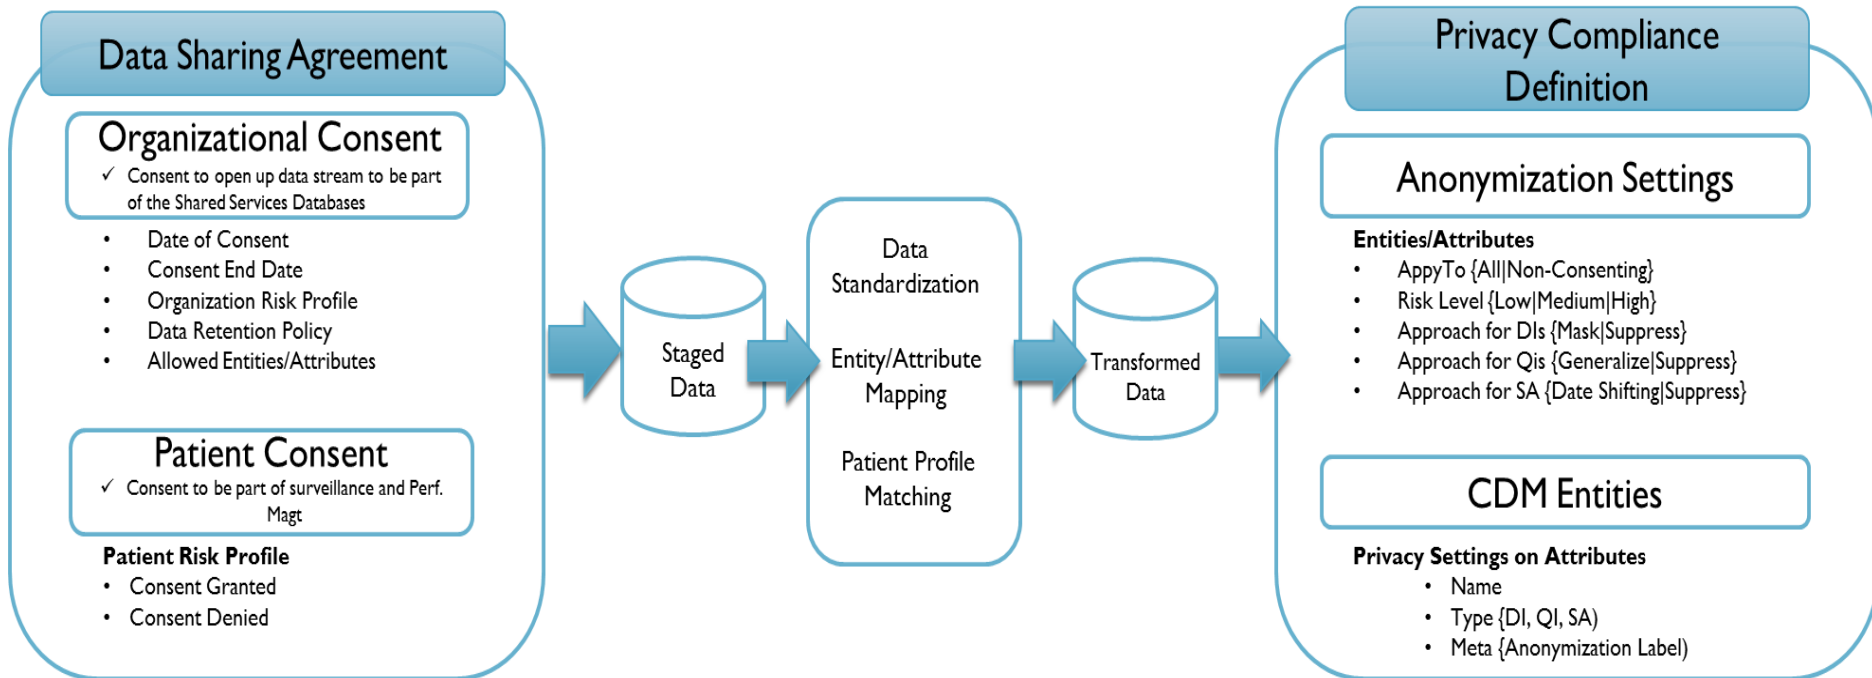 Data Sharing Agreement
Organizational Consent
✓ Consent to open up data stream to be part
of the Shared Services Databases
• Date of Consent
• Consent End Date
• Organization Risk Profile
• Data Retention Policy
• Allowed Entities/Attributes
Patient Consent
✓ Consent to be part of surveillance and Perf.
Magt
Patient Risk Profile
• Consent Granted
• Consent Denied
Staged
Data
Data
Standardization
Entity/Attribute
Mapping
Patient Profile
Matching
Transformed
Data
Privacy Compliance
Definition
Anonymization Settings
Entities/Attributes
• AppyTo {All|Non-Consenting}
• Risk Level {Low|Medium|High}
• Approach for DIs {Mask|Suppress}
• Approach for Qis {Generalize|Suppress}
• Approach for SA {Date Shifting|Suppress}
CDM Entities
Privacy Settings on Attributes
• Name
• Type {DI, QI, SA)
• Meta {Anonymization Label)